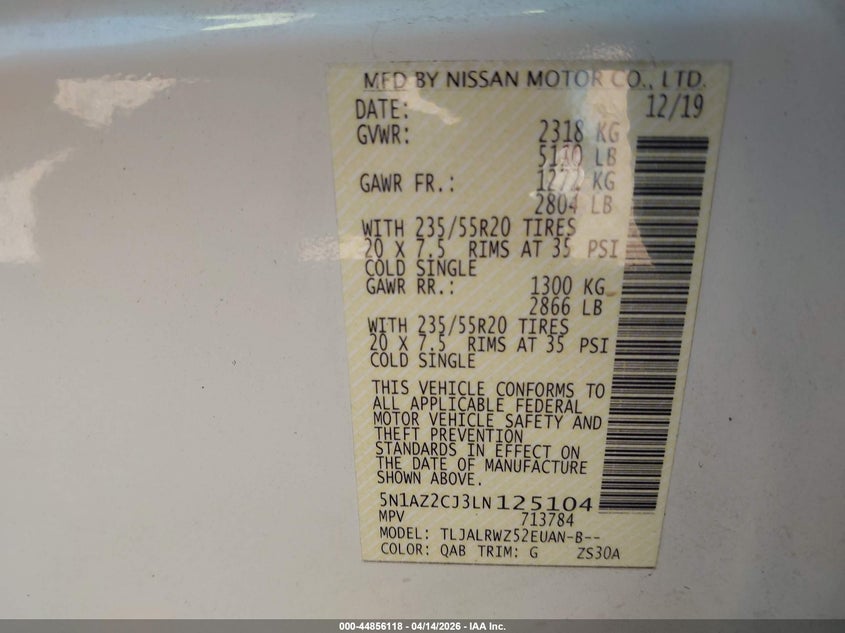 MFD BY NISSAN MOTOR CO., LTD.
DATE: 12/19
GVWR: 2318 KG
5110 LB
GAWR FR.: 1272 KG
2804 LB
WITH 235/55R20 TIRES
20 X 7.5 RIMS AT 35 PSI
COLD SINGLE
GAWR RR.: 1300 KG
2866 LB
WITH 235/55R20 TIRES
20 X 7.5 RIMS AT 35 PSI
COLD SINGLE
THIS VEHICLE CONFORMS TO
ALL APPLICABLE FEDERAL
MOTOR VEHICLE SAFETY AND
THEFT PREVENTION
STANDARDS IN EFFECT ON
THE DATE OF MANUFACTURE
SHOWN ABOVE.
5N1AZ2CJ3LN125104
MPV 713784
MODEL: TLJALRWZ52EUAN-B--
COLOR: QAB TRIM: G ZS30A
000-44856118 - 04/14/2026 - IAA Inc.